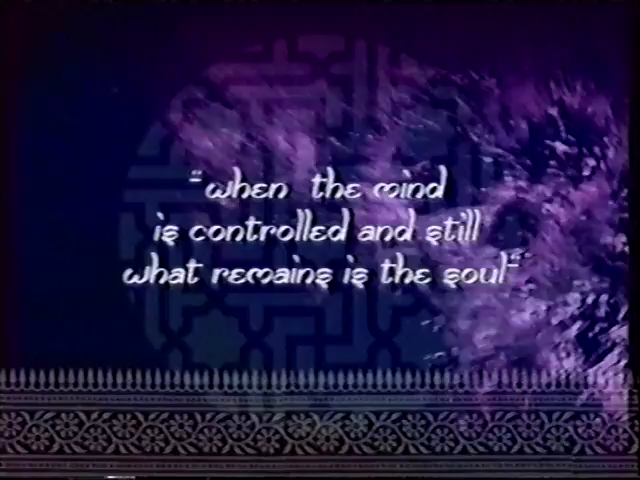 "when the mind
is controlled and still
what remains is the soul"